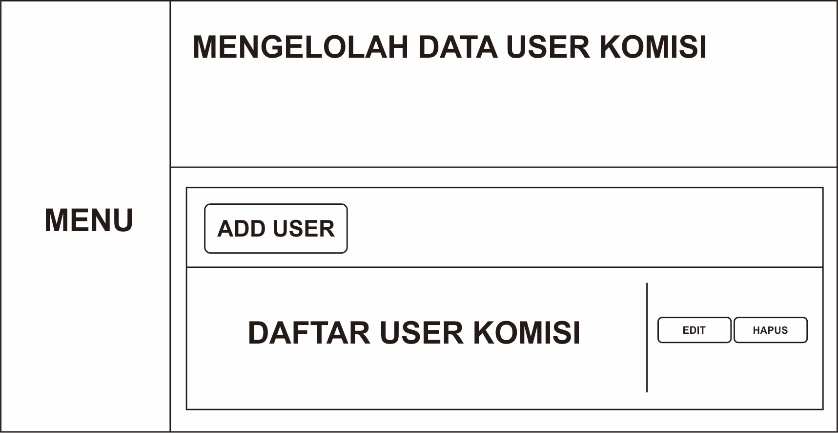 MENGELOLAH DATA USER KOMISI
MENU
ADD USER
DAFTAR USER KOMISI
EDIT
HAPUS